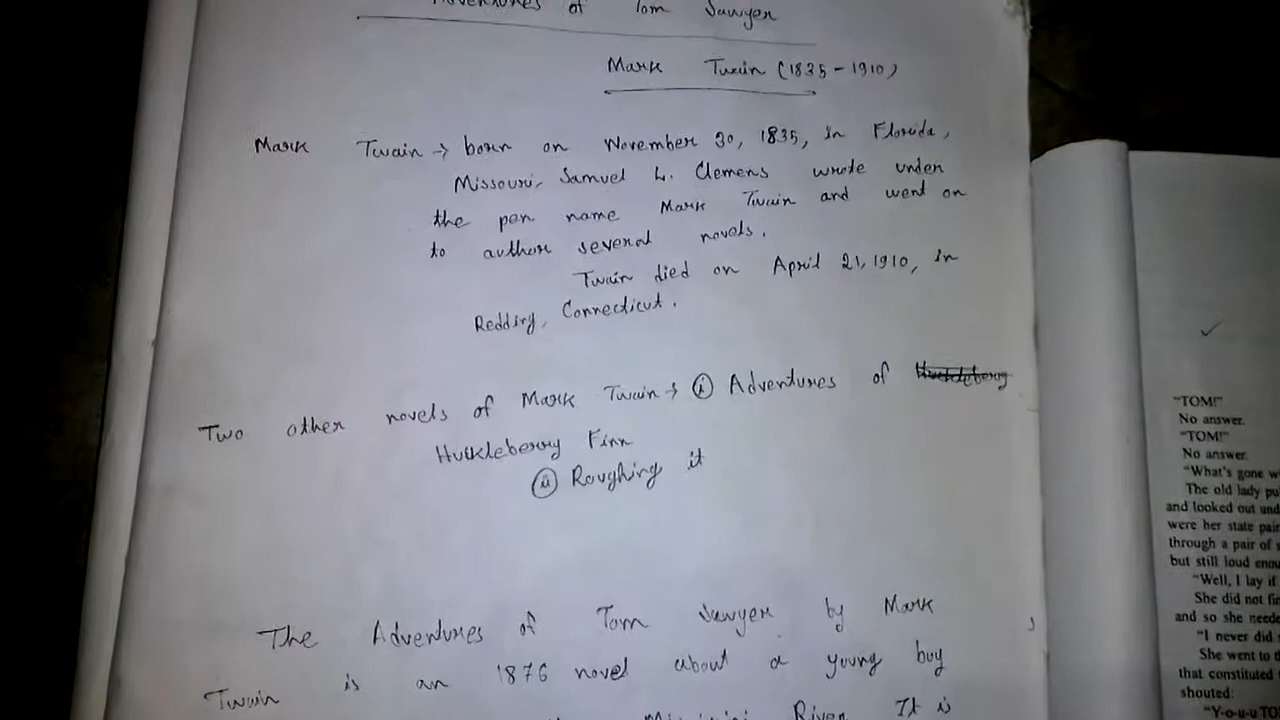 Adventures of Tom Sawyer
Mark Twain (1835-1910)
Mark Twain → born on November 30, 1835, in Florida,
Missouri, Samuel L. Clemens wrote under
the pen name Mark Twain and went on
to author several novels.
Twain died on April 21, 1910, in
Redding, Connecticut.
Two other novels of Mark Twain → (i) Adventures of Huckleberry
Huckleberry Finn
(ii) Roughing it
The Adventures of Tom Sawyer by Mark
Twain is an 1876 novel about a young boy
River. It is
"TOM!"
No answer.
"TOM!"
No answer.
"What's gone
The old lady
and looked out
were her state
through a pair of
but still loud
"Well, I lay if
She did not
and so she
"I never did
She went to
that constituted
shouted:
"Y-o-u-u